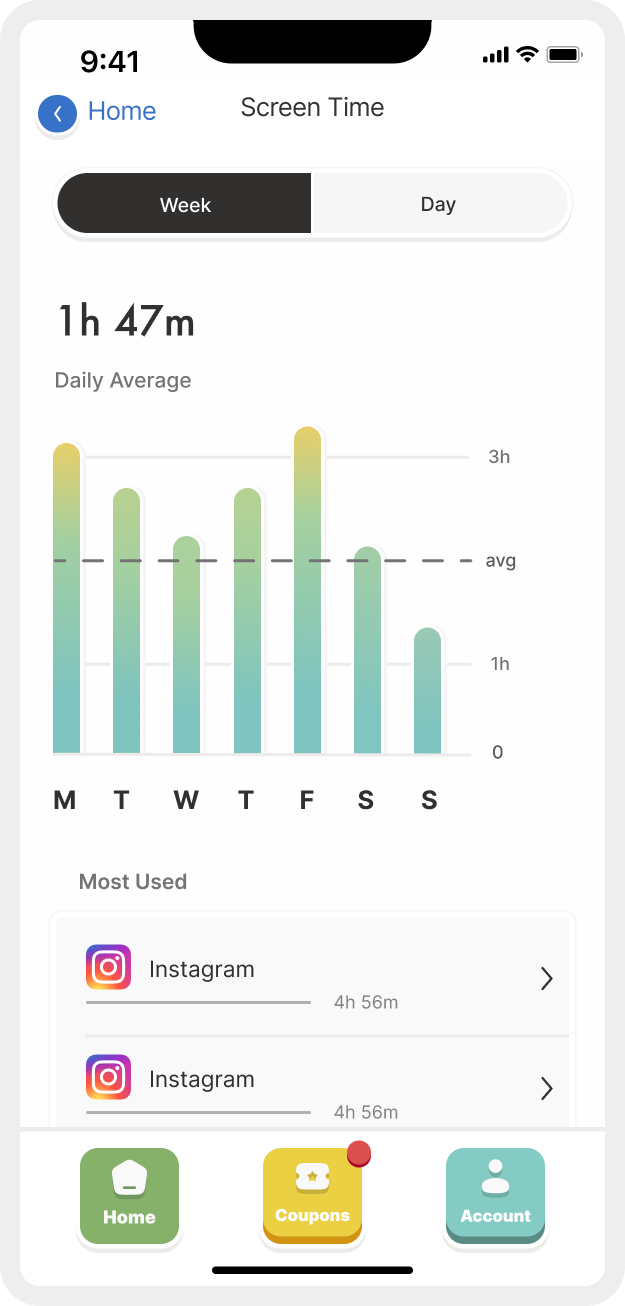 9:41
Home
Screen Time
Week
Day
1h 47m
Daily Average
3h
avg
1h
0
M T W T F S S
Most Used
Instagram
4h 56m
Instagram
4h 56m
Home
Coupons
Account